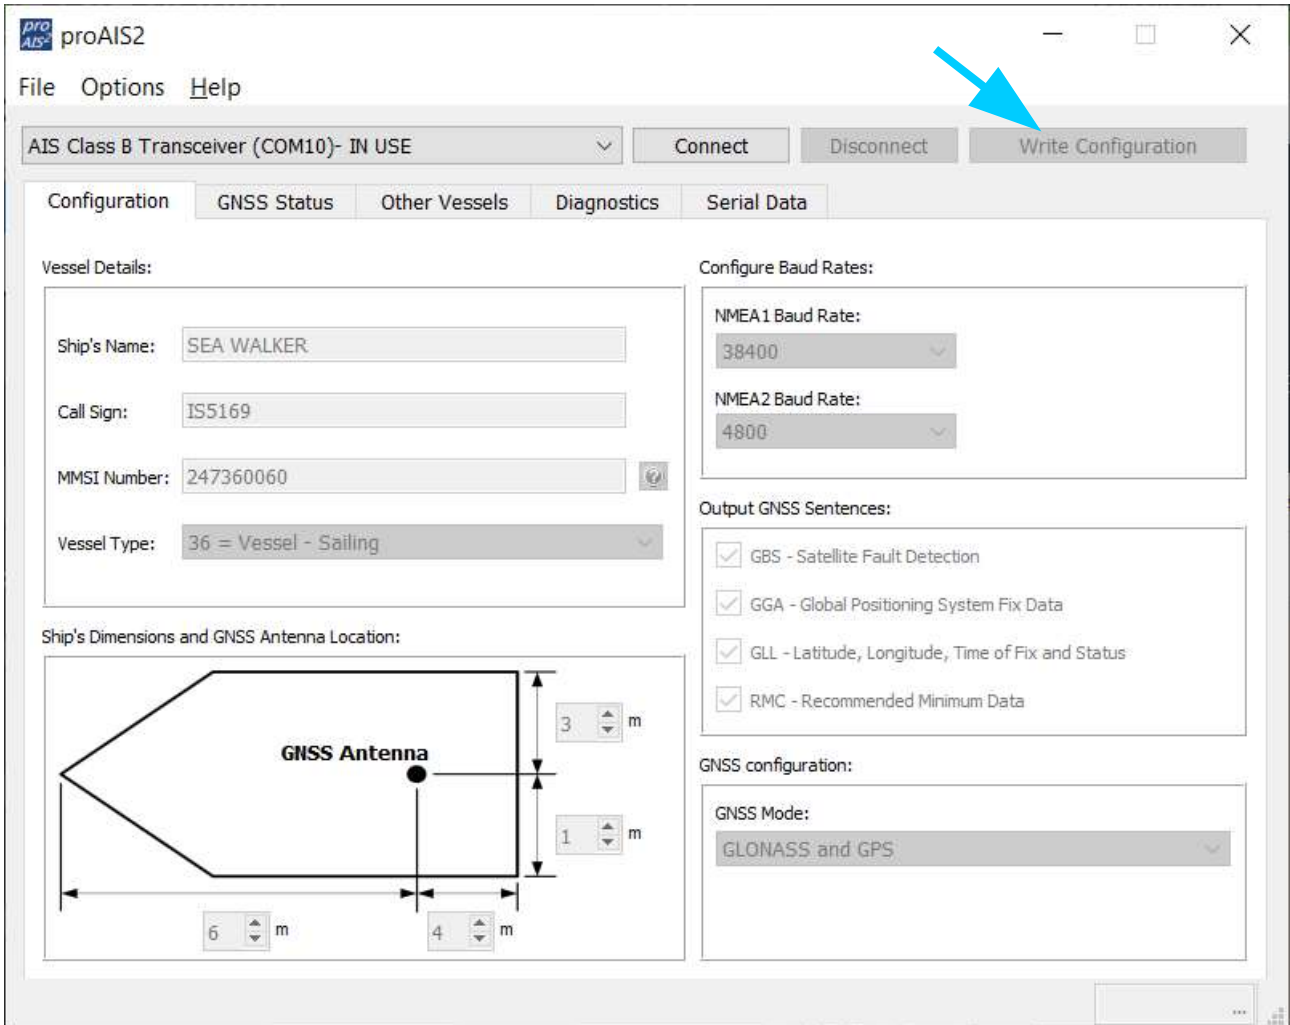 pro
AIS2
proAIS2
File Options Help
AIS Class B Transceiver (COM10)- IN USE
Connect
Disconnect
Write Configuration
Configuration
GNSS Status
Other Vessels
Diagnostics
Serial Data
Vessel Details:
Ship's Name: SEA WALKER
Call Sign: IS5169
MMSI Number: 247360060
?
Vessel Type: 36 = Vessel - Sailing
Ship's Dimensions and GNSS Antenna Location:
GNSS Antenna
3 m
1 m
6 m
4 m
Configure Baud Rates:
NMEA1 Baud Rate:
38400
NMEA2 Baud Rate:
4800
Output GNSS Sentences:
GBS - Satellite Fault Detection
GGA - Global Positioning System Fix Data
GLL - Latitude, Longitude, Time of Fix and Status
RMC - Recommended Minimum Data
GNSS configuration:
GNSS Mode:
GLONASS and GPS
...